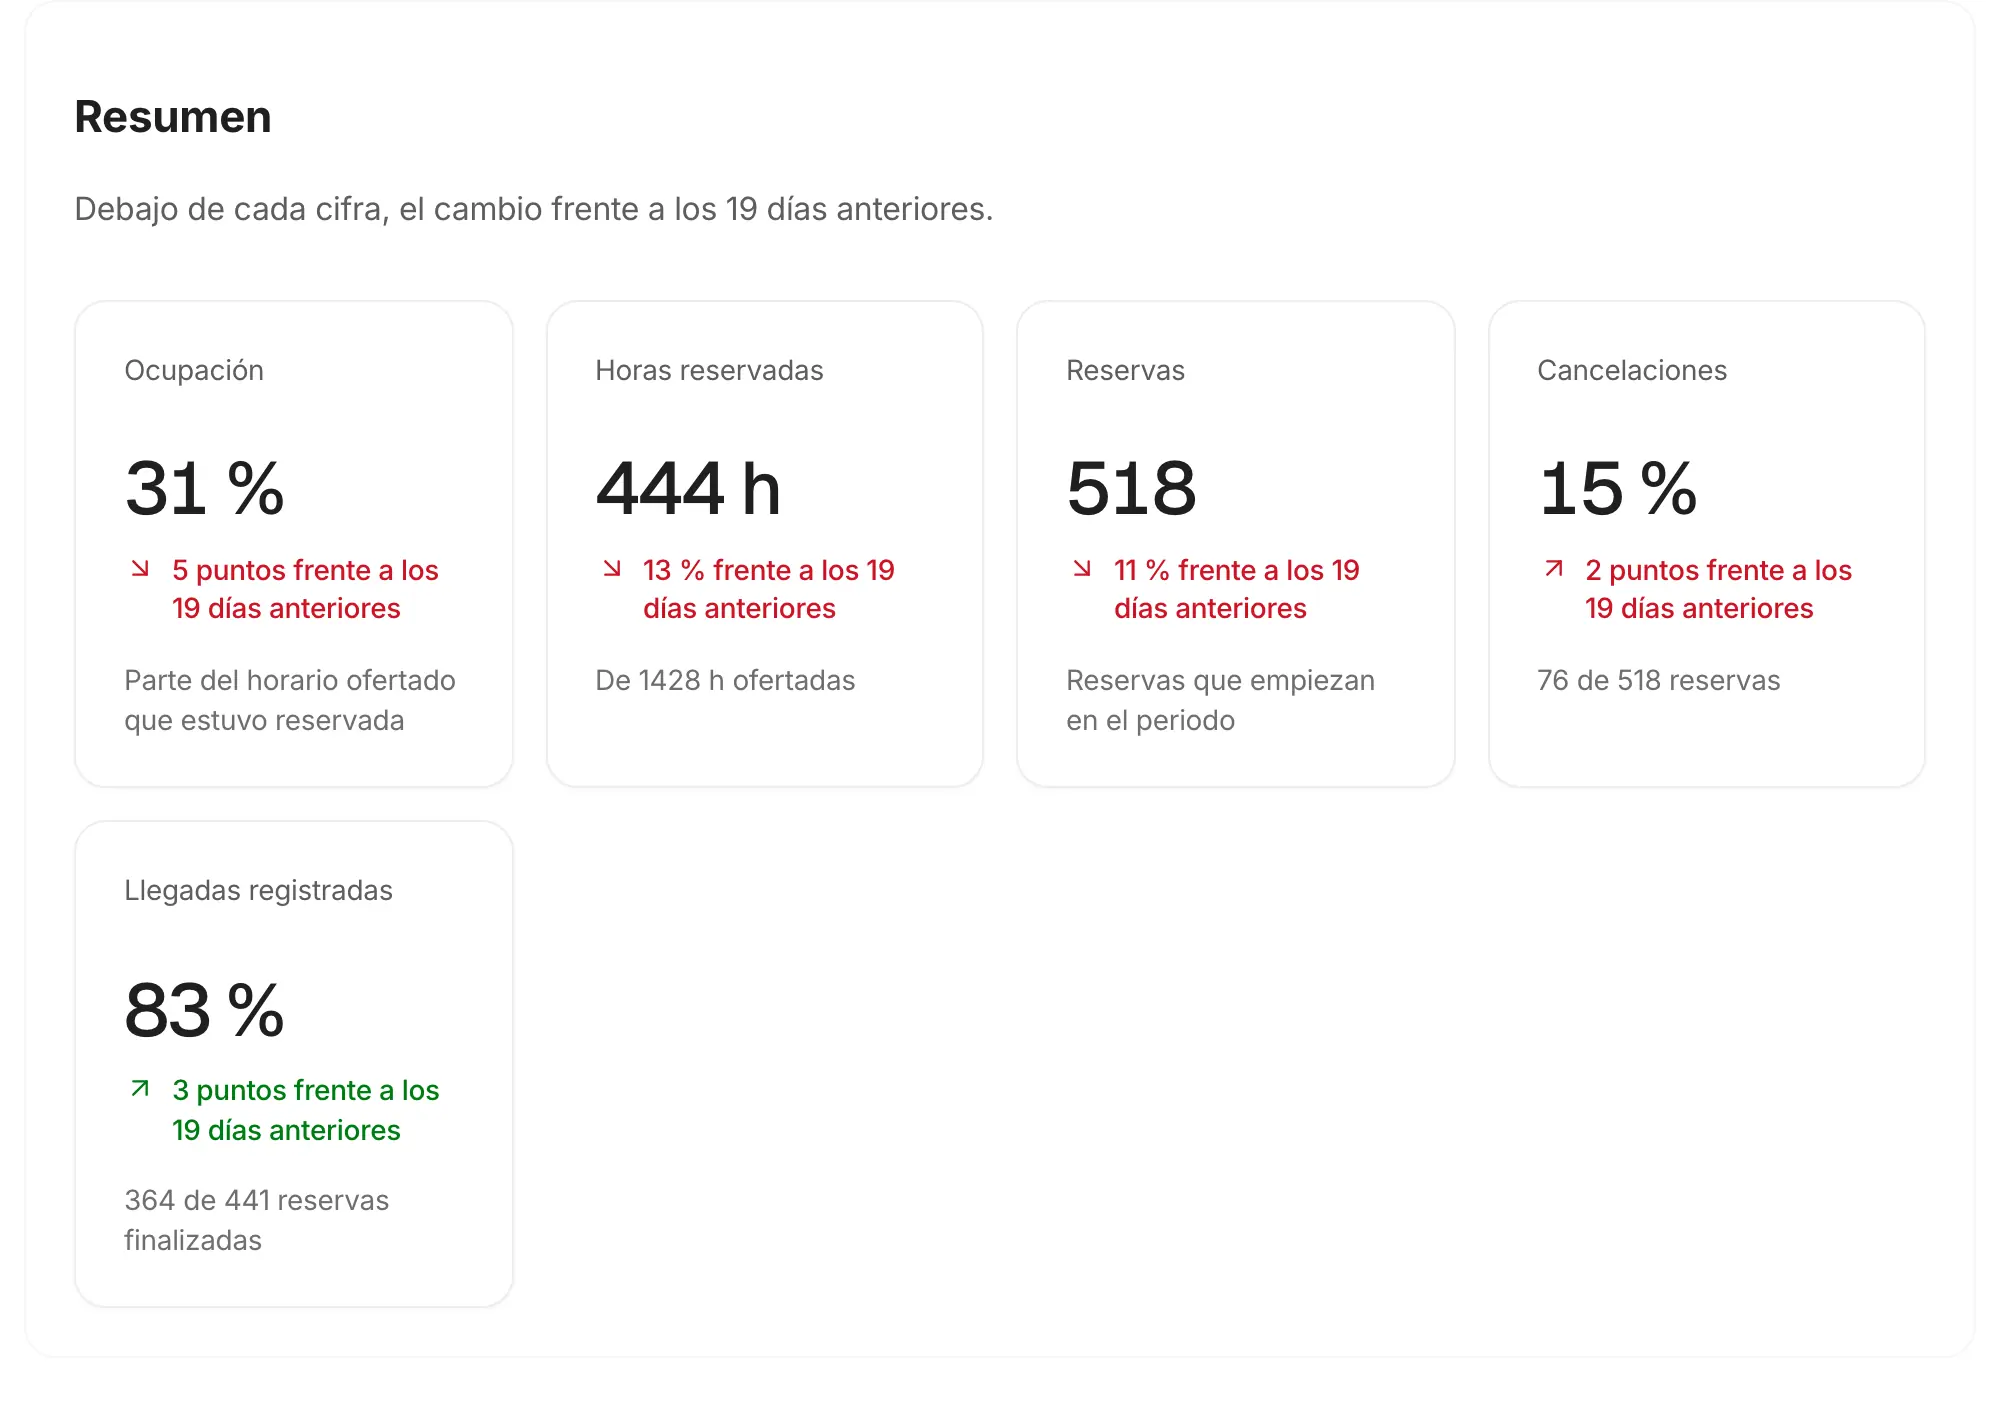 Resumen
Debajo de cada cifra, el cambio frente a los 19 días anteriores.
Ocupación
31 %
5 puntos frente a los
19 días anteriores
Parte del horario ofertado
que estuvo reservada
Horas reservadas
444 h
13 % frente a los 19
días anteriores
De 1428 h ofertadas
Reservas
518
11 % frente a los 19
días anteriores
Reservas que empiezan
en el periodo
Cancelaciones
15 %
2 puntos frente a los
19 días anteriores
76 de 518 reservas
Llegadas registradas
83 %
3 puntos frente a los
19 días anteriores
364 de 441 reservas
finalizadas